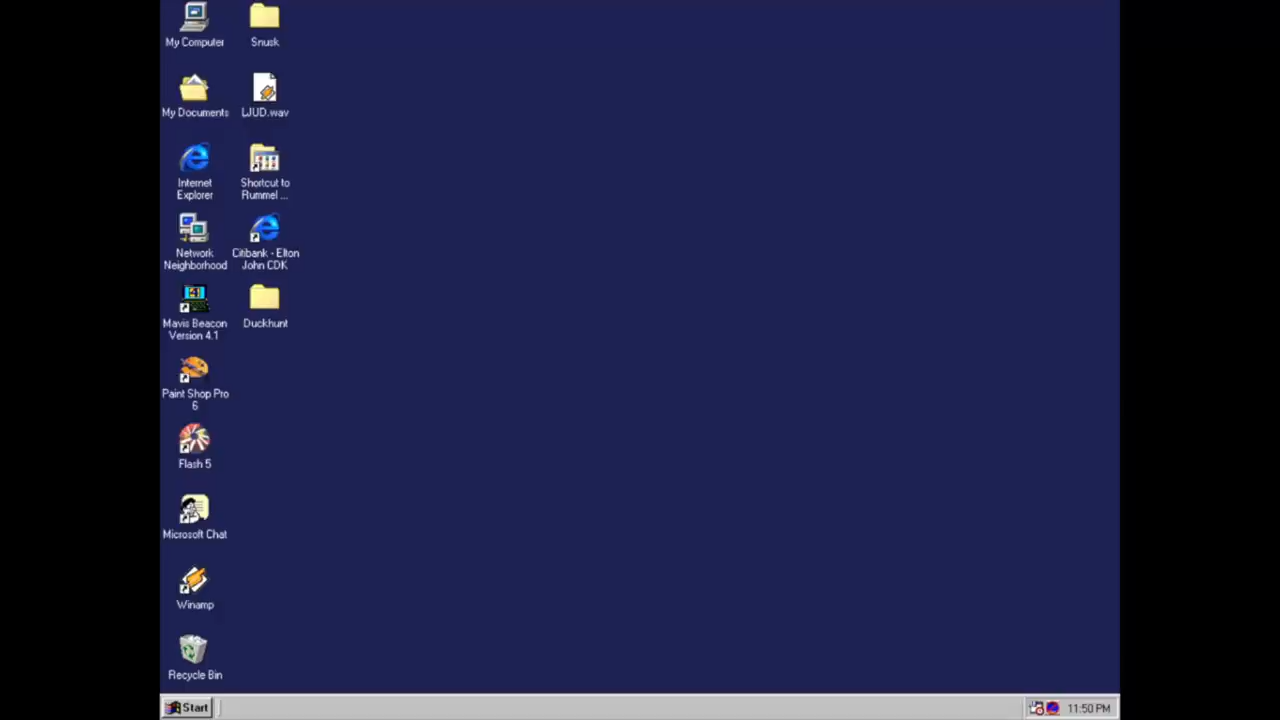 My Computer
Snusk
My Documents
LJUD.wav
Internet
Explorer
Shortcut to
Rummel ...
Network
Neighborhood
Citibank - Elton
John CDK
Mavis Beacon
Version 4.1
Duckhunt
Paint Shop Pro
6
Flash 5
Microsoft Chat
Winamp
Recycle Bin
Start
11:50 PM